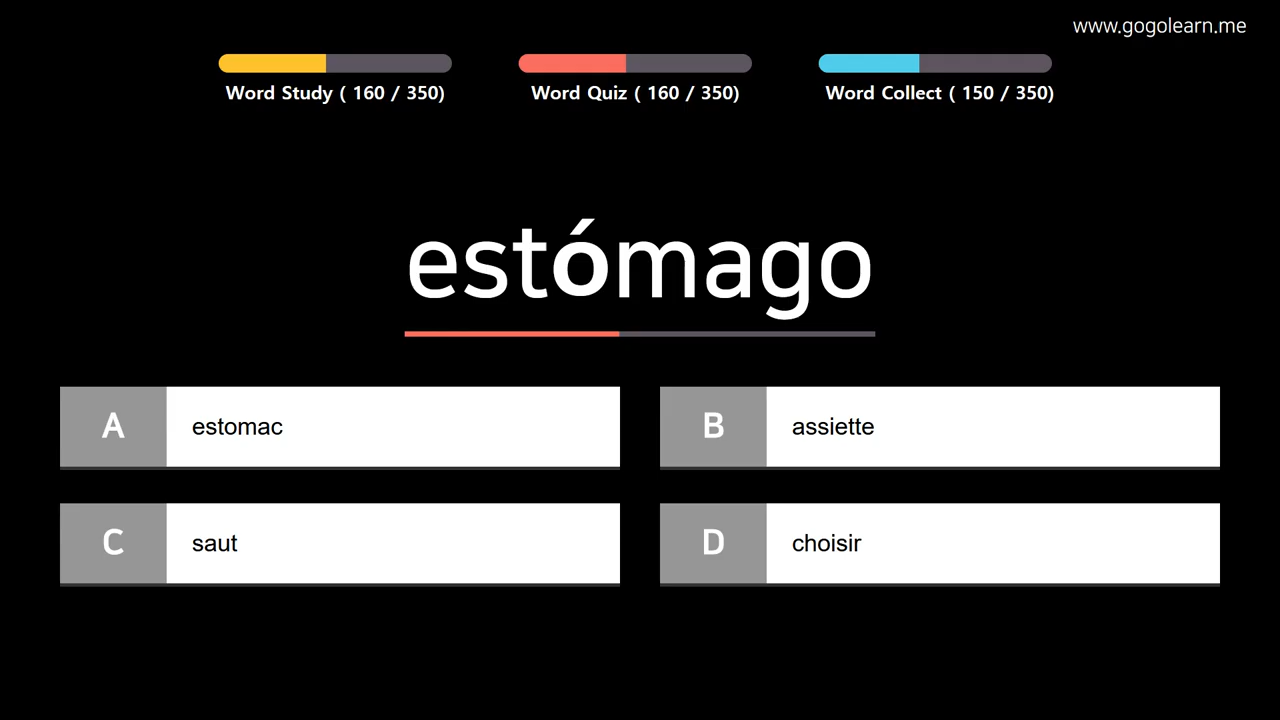 www.gogolearn.me
Word Study ( 160 / 350)
Word Quiz ( 160 / 350)
Word Collect ( 150 / 350)
estómago
A estomac
B assiette
C saut
D choisir